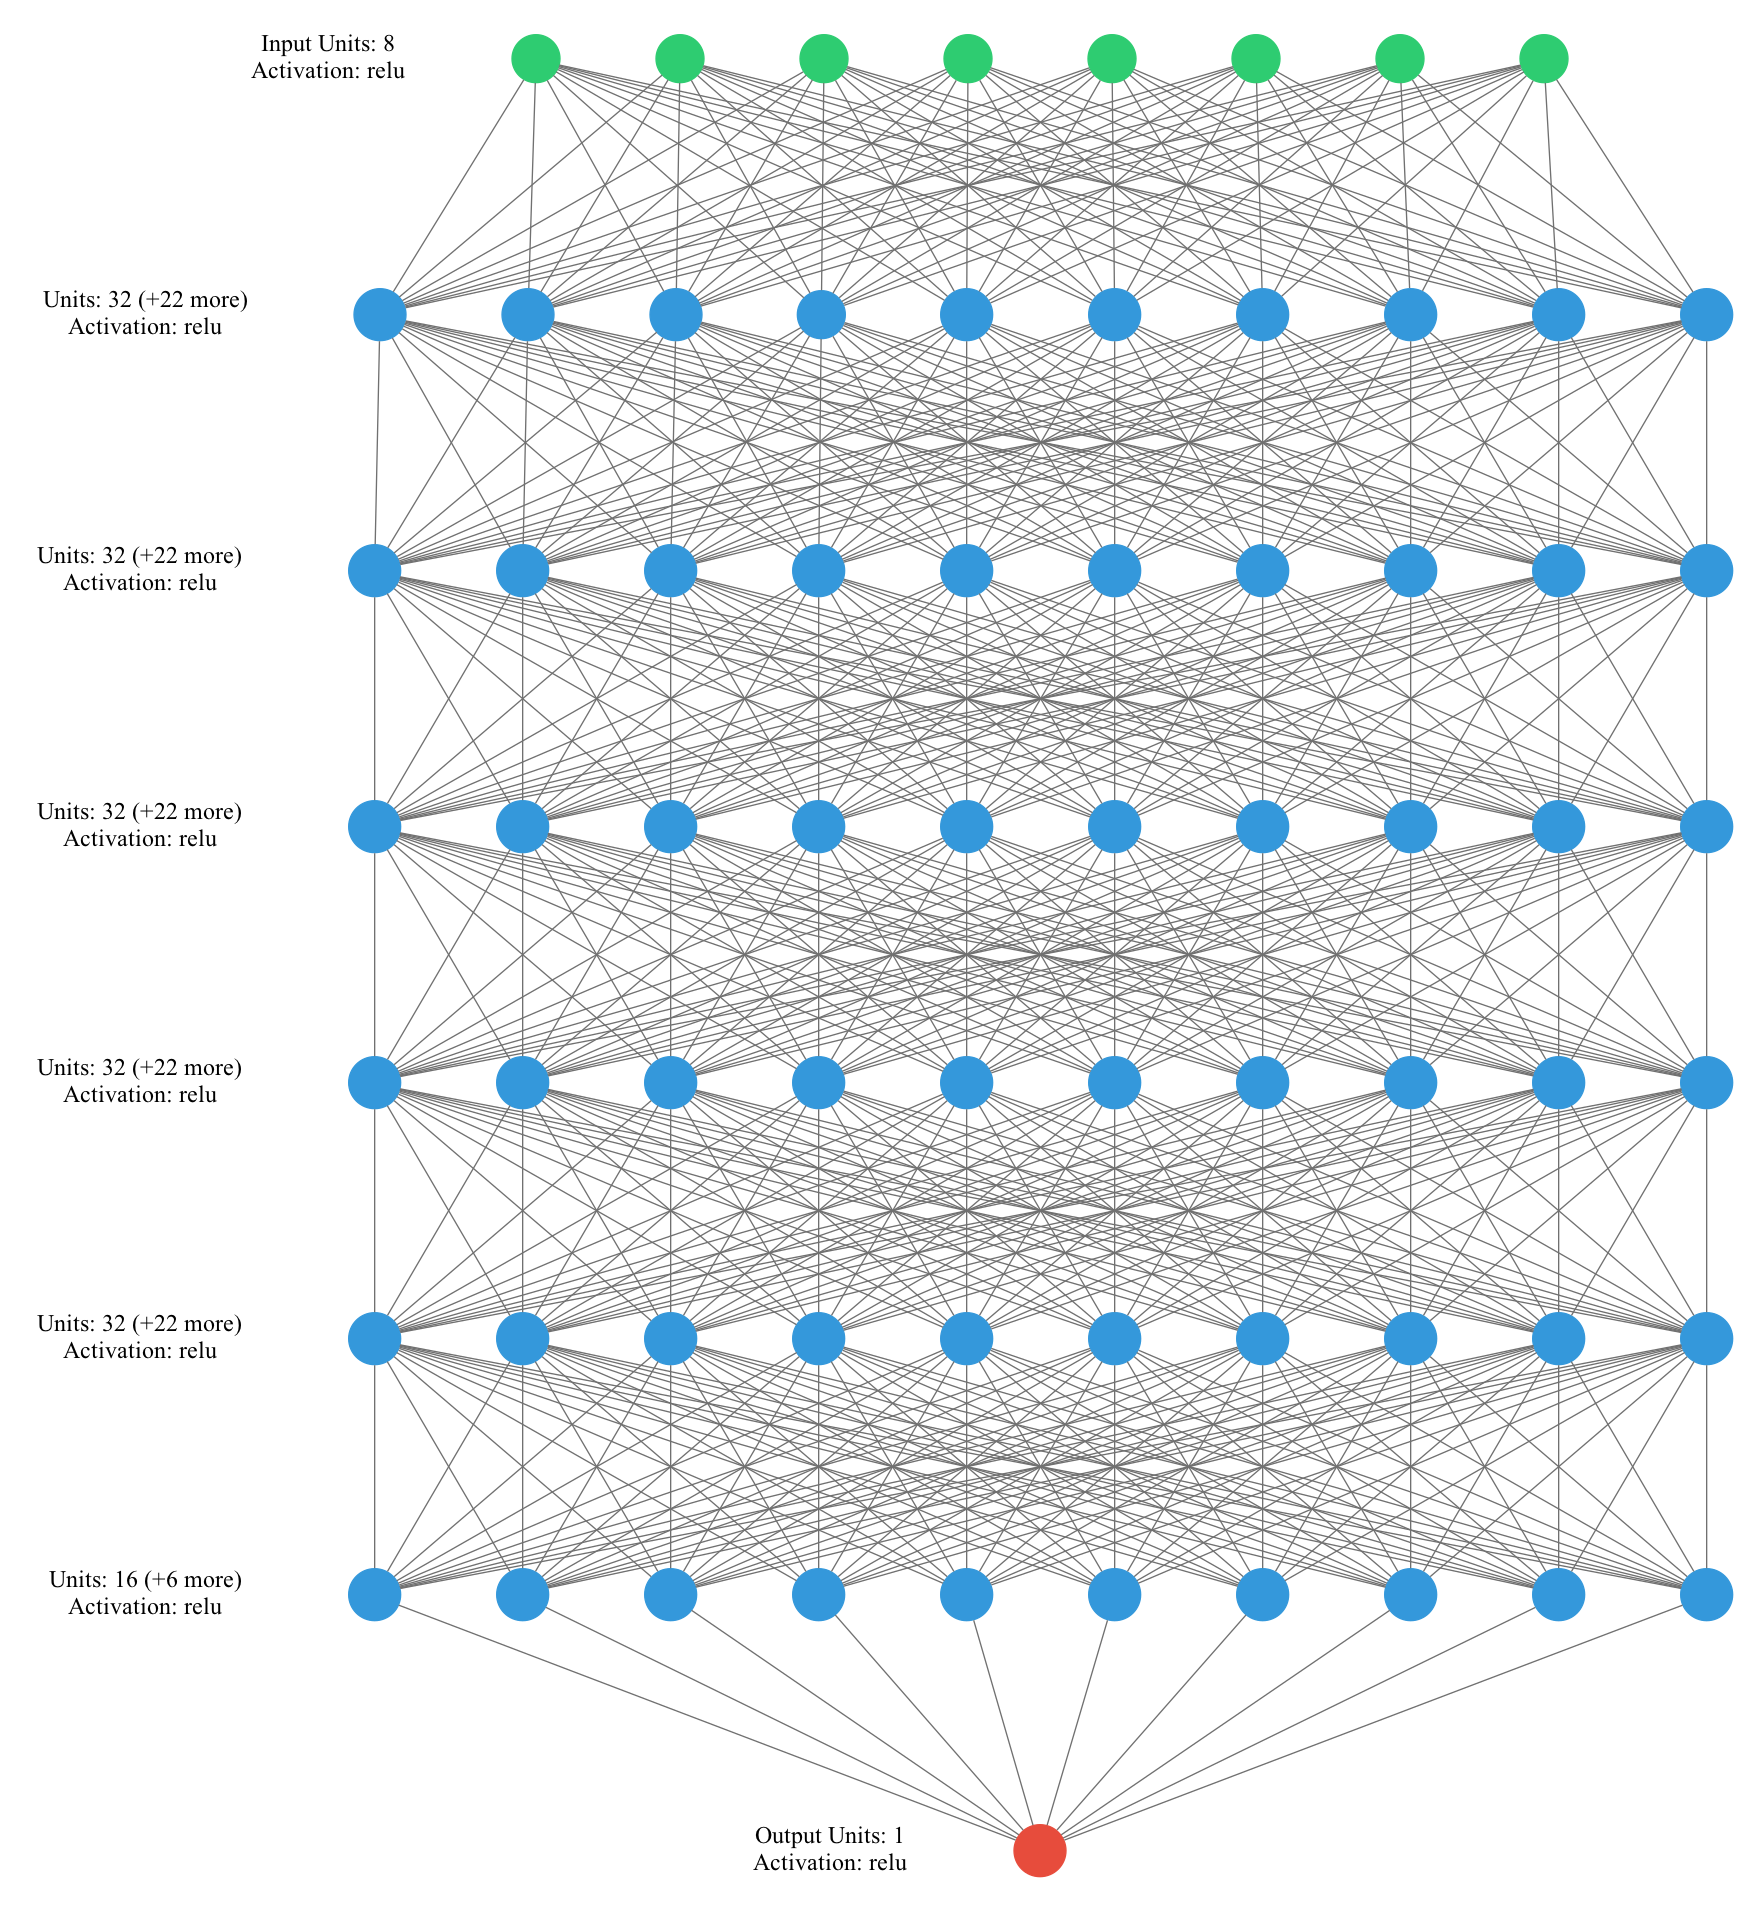 Input Units: 8
Activation: relu
Units: 32 (+22 more)
Activation: relu
Units: 32 (+22 more)
Activation: relu
Units: 32 (+22 more)
Activation: relu
Units: 32 (+22 more)
Activation: relu
Units: 32 (+22 more)
Activation: relu
Units: 16 (+6 more)
Activation: relu
Output Units: 1
Activation: relu